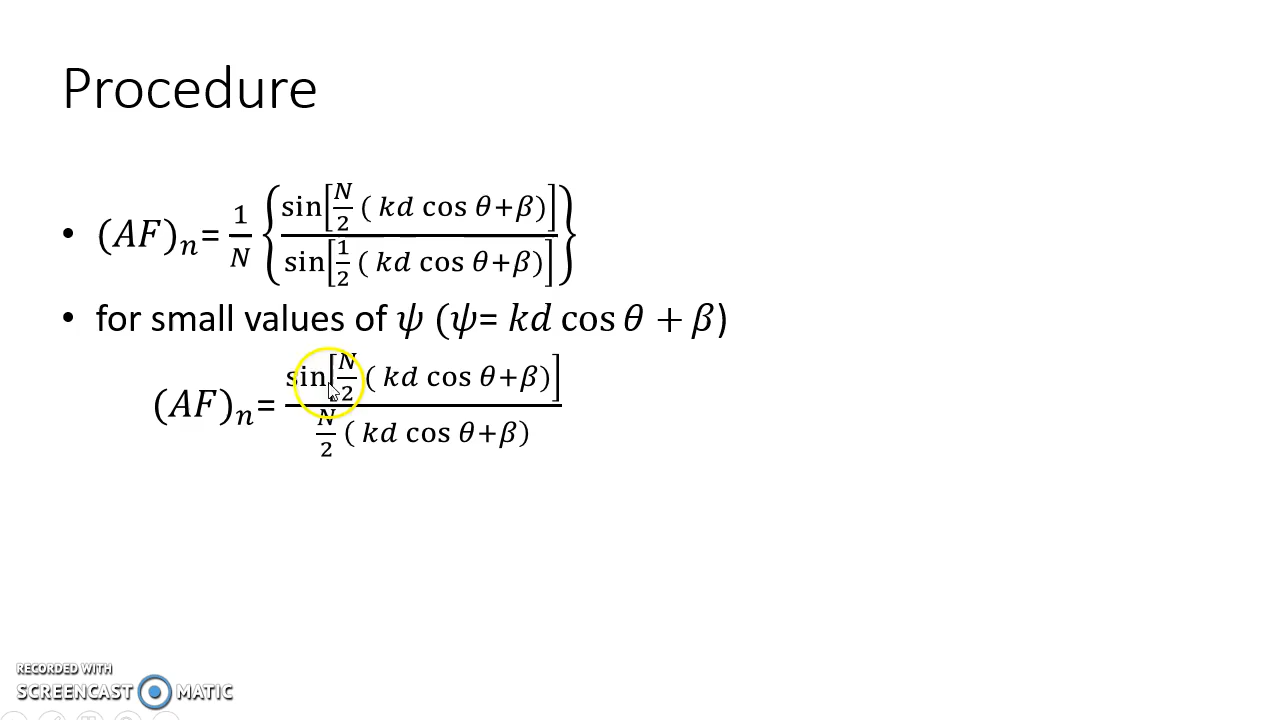 Procedure
• (𝐴𝐹)ₙ= 1/N {sin[N/2 ( kd cos θ+β)] / sin[1/2 ( kd cos θ+β)]}
• for small values of ψ (ψ= kd cos θ + β)
(𝐴𝐹)ₙ= sin[N/2 ( kd cos θ+β)] / N/2 ( kd cos θ+β)
RECORDED WITH
SCREENCAST MATIC